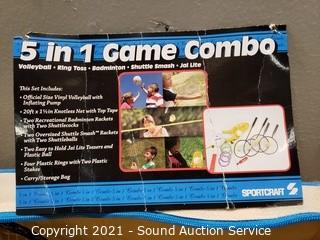 5 in 1 Game Combo
Volleyball • Ring Toss • Badminton • Shuttle Smash • Jai Lite
This Set Includes:
• Official Size Vinyl Volleyball with
Inflating Pump
• 20ft x 1½in Knotless Net with Top Tape
• Two Recreational Badminton Rackets
with Two Shuttlecocks
• Two Oversized Shuttle Smash™ Rackets
with Two Shuttleballs
• Two Easy to Hold Jai Lite Tossers and
Plastic Ball
• Four Plastic Rings with Two Plastic
Stakes
• Carry/Storage Bag
SPORTCRAFT
Copyright 2021 - Sound Auction Service